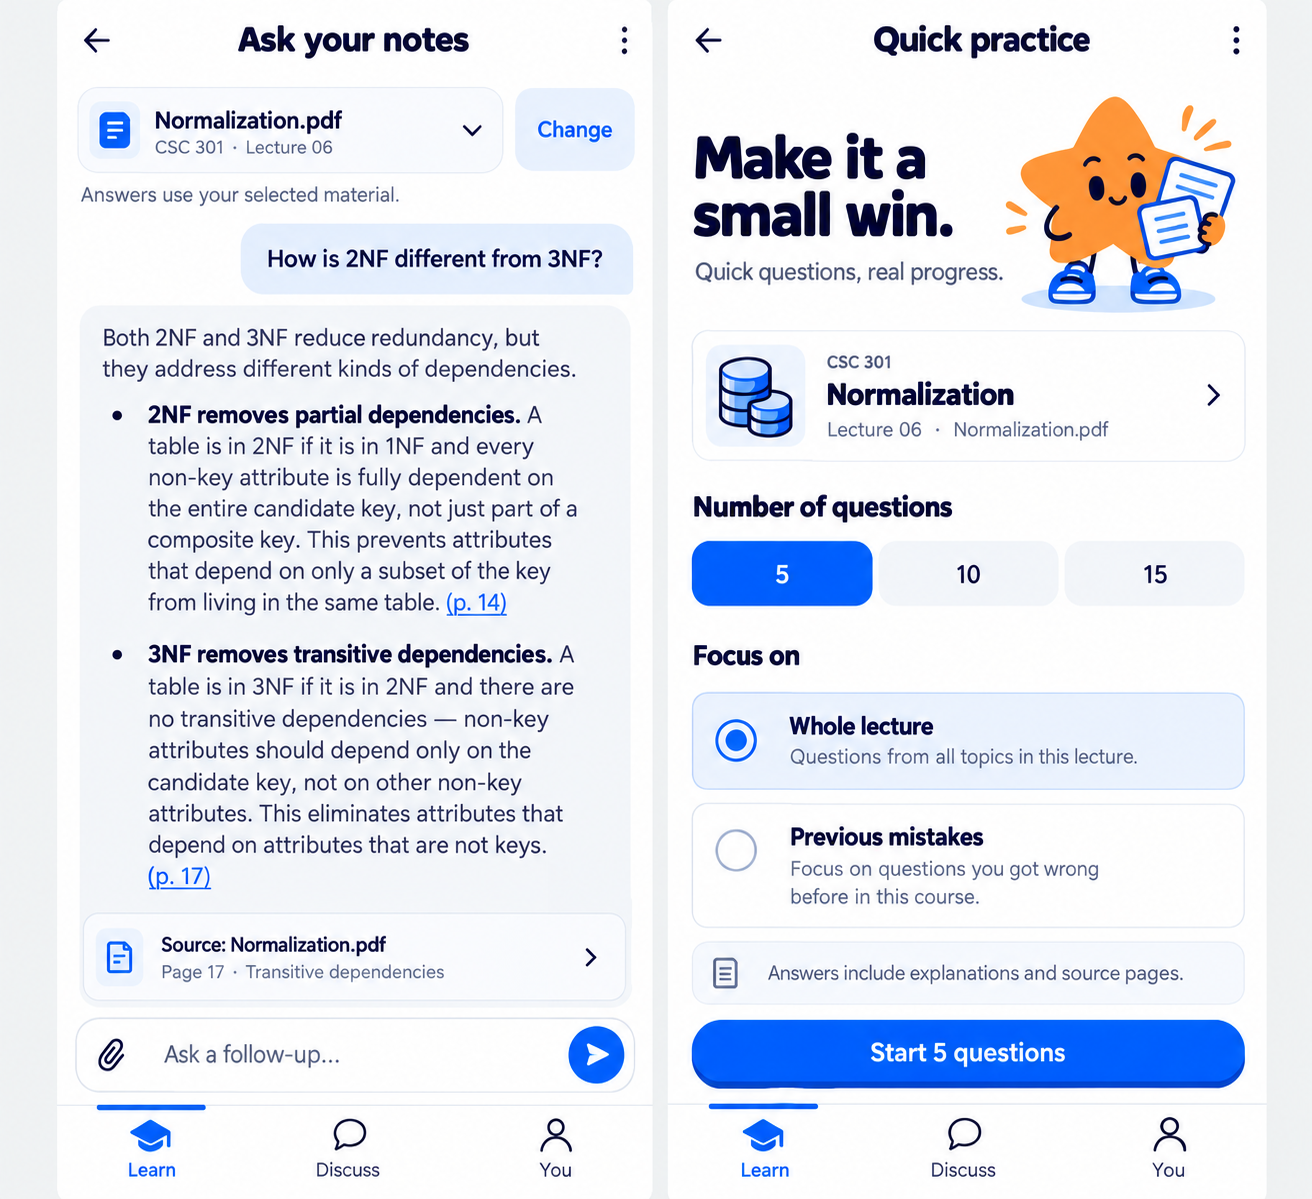 Ask your notes
Normalization.pdf
CSC 301 · Lecture 06
Change
Answers use your selected material.
How is 2NF different from 3NF?
Both 2NF and 3NF reduce redundancy, but
they address different kinds of dependencies.
• 2NF removes partial dependencies. A
table is in 2NF if it is in 1NF and every
non-key attribute is fully dependent on
the entire candidate key, not just part of a
composite key. This prevents attributes
that depend on only a subset of the key
from living in the same table. (p. 14)
• 3NF removes transitive dependencies. A
table is in 3NF if it is in 2NF and there are
no transitive dependencies — non-key
attributes should depend only on the
candidate key, not on other non-key
attributes. This eliminates attributes that
depend on attributes that are not keys.
(p. 17)
Source: Normalization.pdf
Page 17 · Transitive dependencies
Ask a follow-up...
Learn
Discuss
You
Quick practice
Make it a
small win.
Quick questions, real progress.
CSC 301
Normalization
Lecture 06 · Normalization.pdf
Number of questions
5
10
15
Focus on
Whole lecture
Questions from all topics in this lecture.
Previous mistakes
Focus on questions you got wrong
before in this course.
Answers include explanations and source pages.
Start 5 questions
Learn
Discuss
You